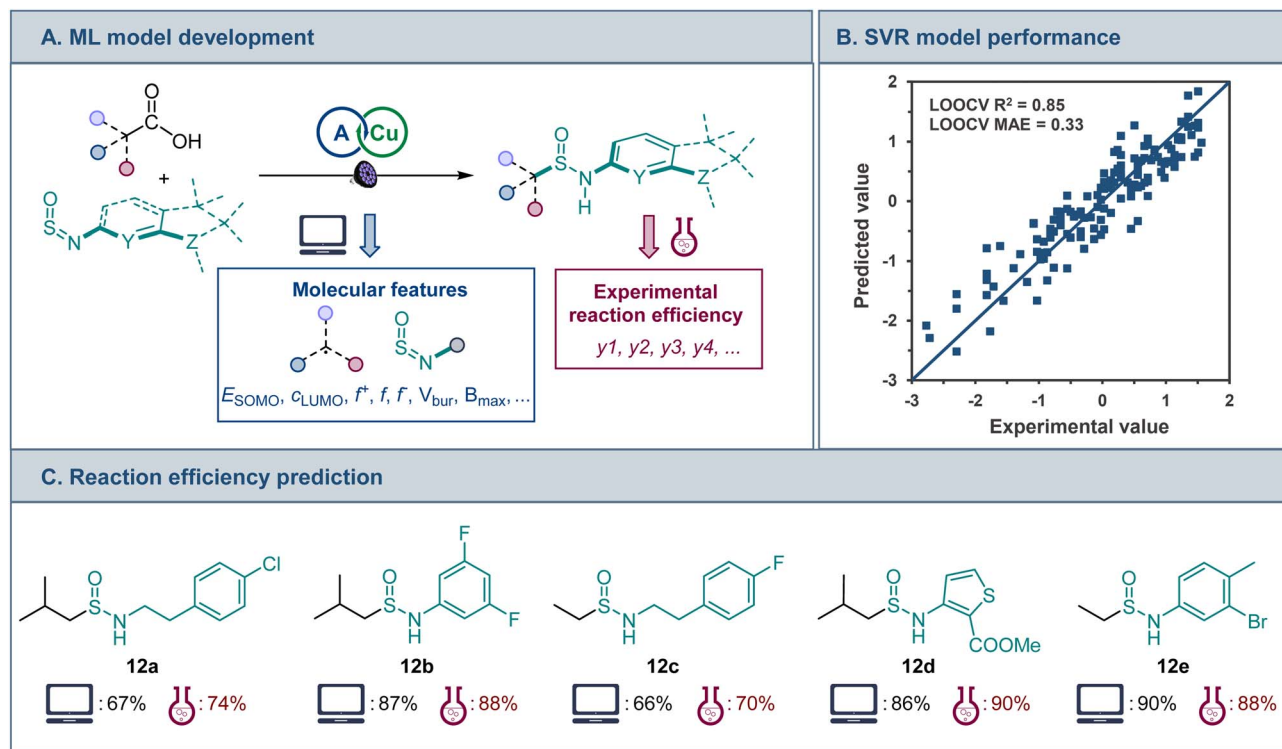 A. ML model development
O
OH
+
O
S
N
Y
Z
A Cu
O
S
N
H
Y
Z
Molecular features
O
S
N
E_SOMO, c_LUMO, f⁺, f, f⁻, V_bur, B_max, ...
Experimental
reaction efficiency
y1, y2, y3, y4, ...
B. SVR model performance
LOOCV R² = 0.85
LOOCV MAE = 0.33
Predicted value
2
1
0
-1
-2
-3
-3 -2 -1 0 1 2
Experimental value
C. Reaction efficiency prediction
O
S
N
H
Cl
12a
: 67% : 74%
O
S
N
H
F
F
12b
: 87% : 88%
O
S
N
H
F
12c
: 66% : 70%
O
S
N
H
S
COOMe
12d
: 86% : 90%
O
S
N
H
Br
12e
: 90% : 88%